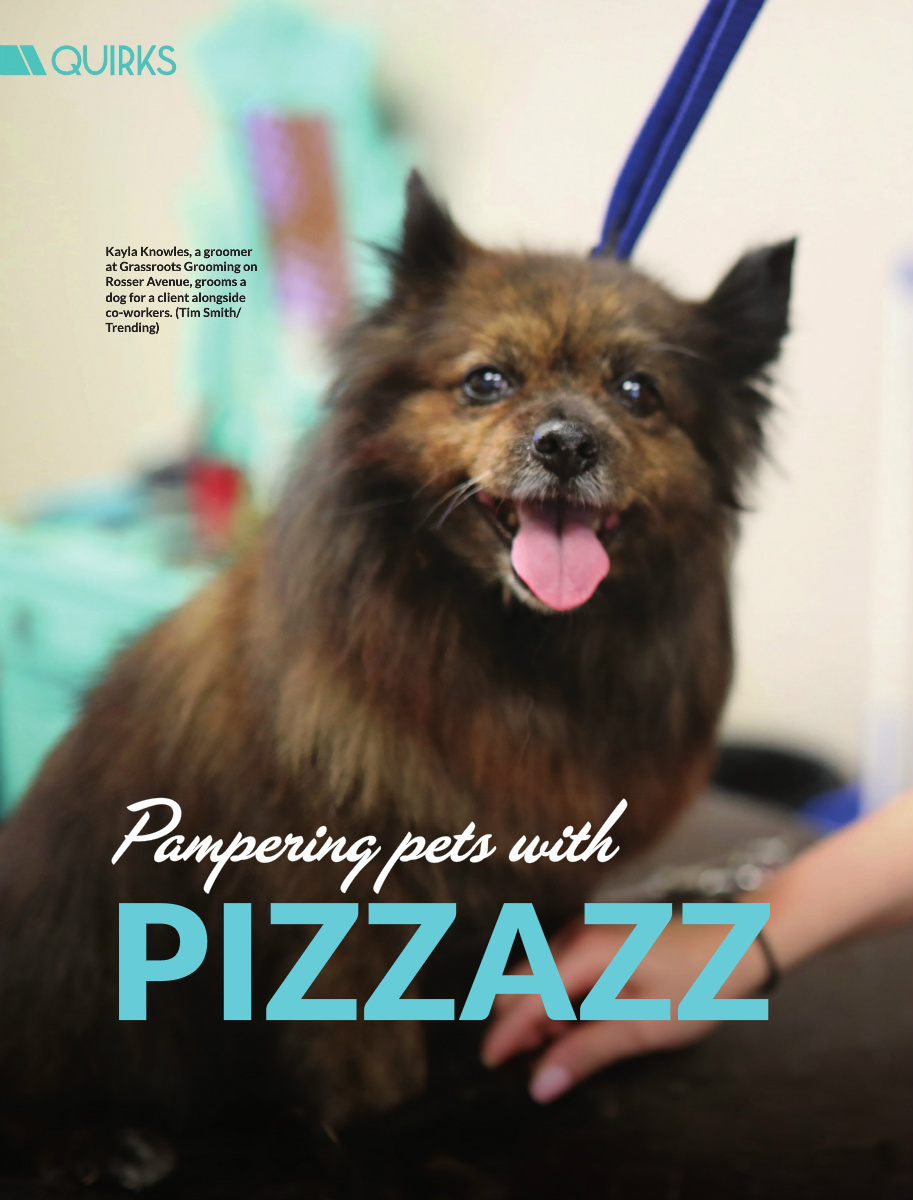 QUIRKS
Kayla Knowles, a groomer
at Grassroots Grooming on
Rosser Avenue, grooms a
dog for a client alongside
co-workers. (Tim Smith/
Trending)
Pampering pets with
PIZZAZZ